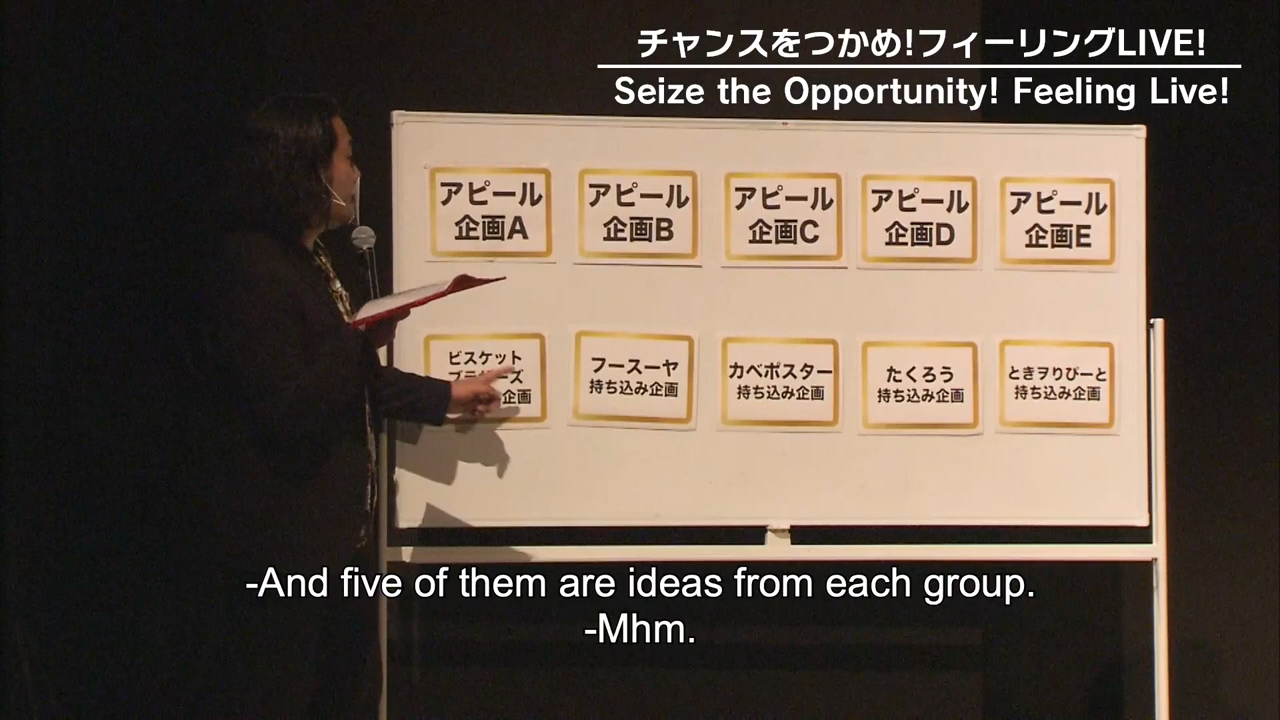 チャンスをつかめ!フィーリングLIVE!
Seize the Opportunity! Feeling Live!
アピール
企画A
アピール
企画B
アピール
企画C
アピール
企画D
アピール
企画E
ビスケット
企画
フースーヤ
持ち込み企画
カベポスター
持ち込み企画
たくろう
持ち込み企画
ときヲりぴーと
持ち込み企画
-And five of them are ideas from each group.
-Mhm.